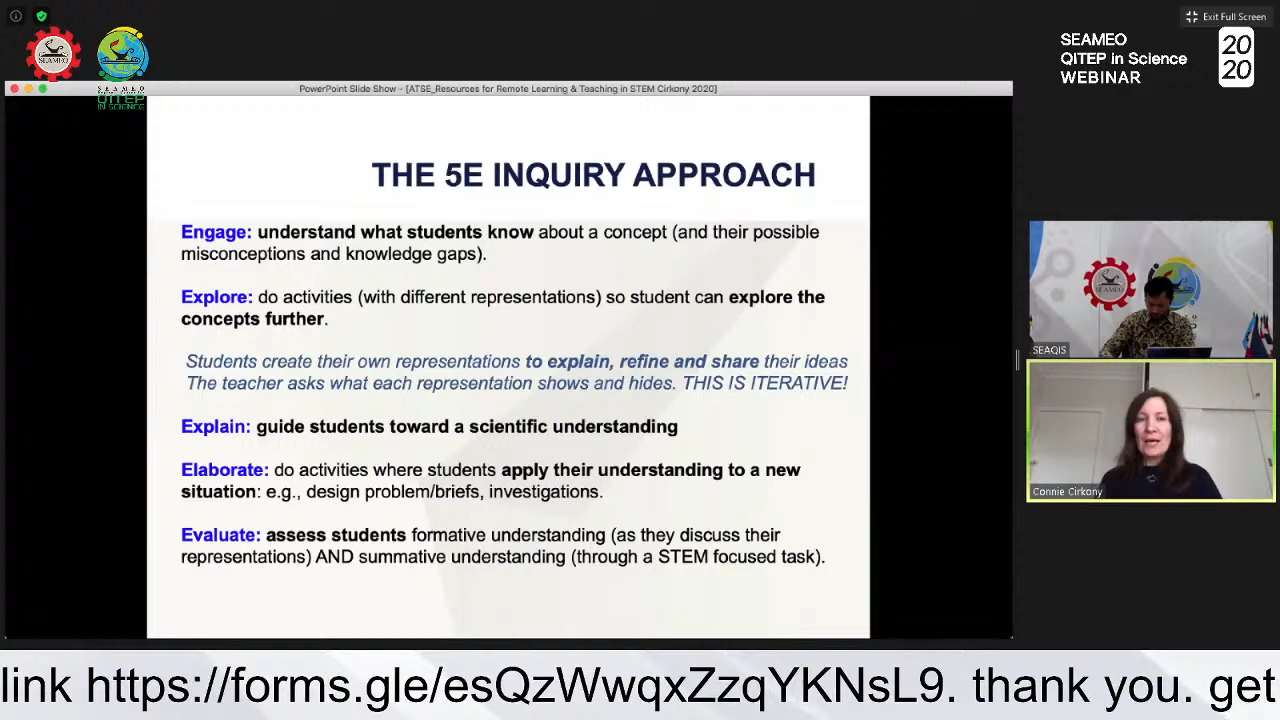 Exit Full Screen
SEAMEO
QITEP in Science
WEBINAR
20
20
SEAMEO
SEAMEO
QITEP
IN SCIENCE
PowerPoint Slide Show - [ATSE_Resources for Remote Learning & Teaching in STEM Cirkony 2020]
THE 5E INQUIRY APPROACH
Engage: understand what students know about a concept (and their possible
misconceptions and knowledge gaps).
Explore: do activities (with different representations) so student can explore the
concepts further.
Students create their own representations to explain, refine and share their ideas
The teacher asks what each representation shows and hides. THIS IS ITERATIVE!
Explain: guide students toward a scientific understanding
Elaborate: do activities where students apply their understanding to a new
situation: e.g., design problem/briefs, investigations.
Evaluate: assess students formative understanding (as they discuss their
representations) AND summative understanding (through a STEM focused task).
SEAMEO
SEAQIS
Connie Cirkony
link https://forms.gle/esQzWwqxZzqYKNsL9. thank you. get